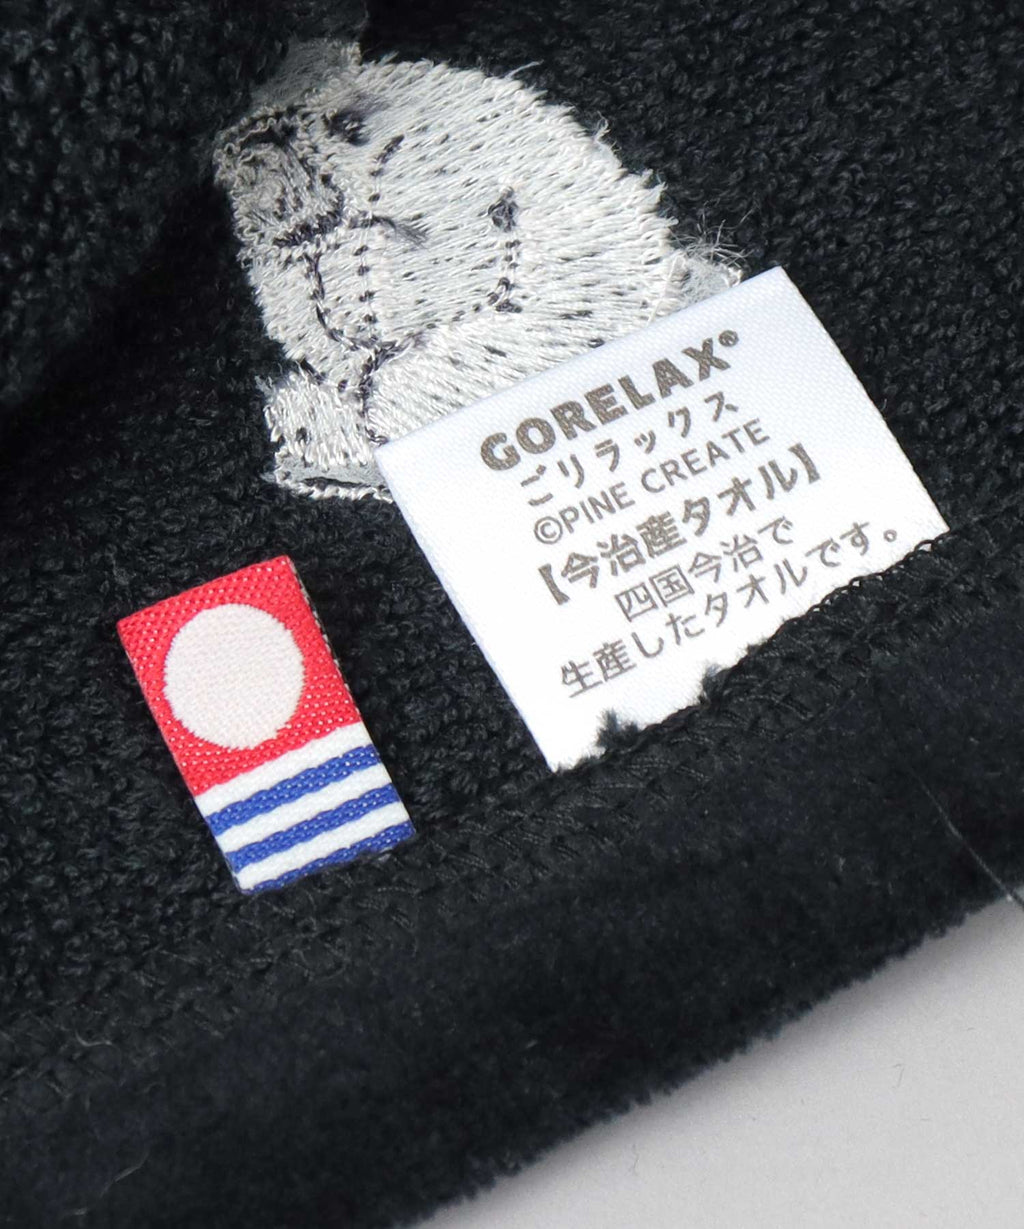 GORELAX®
ごリラックス
©PINE CREATE
【今治産タオル】
四国今治で
生産したタオルです。